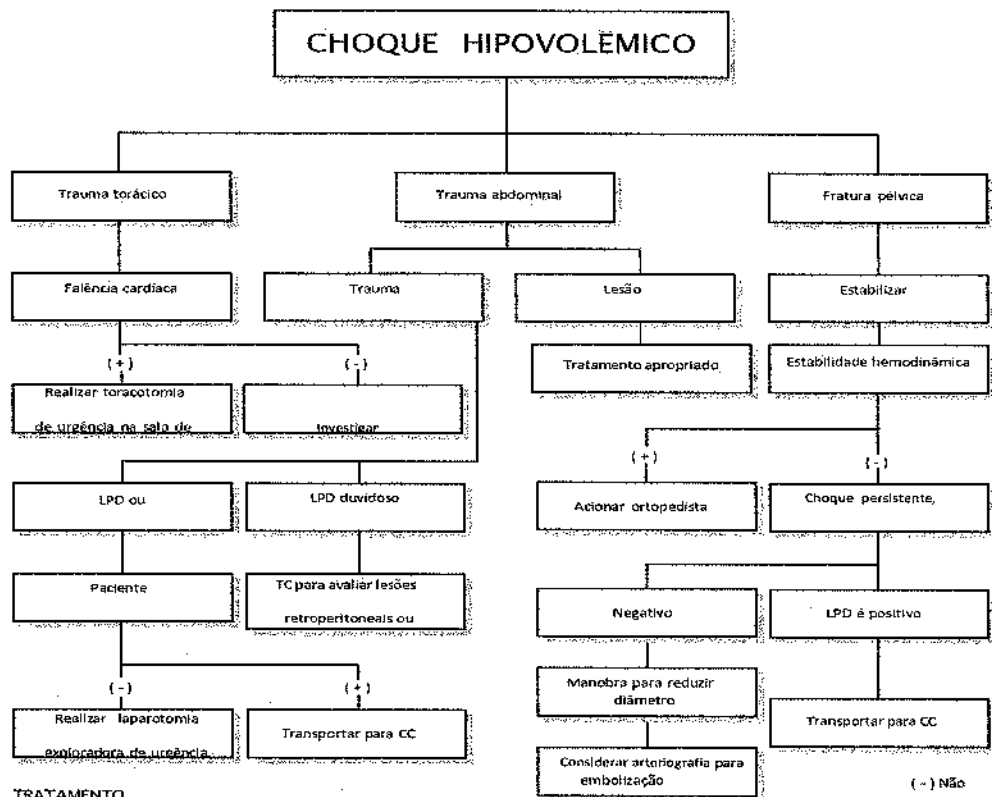 CHOQUE HIPOVOLÊMICO
Trauma torácico
Trauma abdominal
Fratura pélvica
Falência cardíaca
Trauma
Lesão
Estabilizar
(+)
(-)
Tratamento apropriado
Estabilidade hemodinâmica
Realizar toracotomia
de urgência na sala de
Investigar
(+)
(-)
LPD ou
LPD duvidoso
Acionar ortopedista
Choque persistente,
Paciente
TC para avaliar lesões
retroperitoneais ou
Negativo
LPD é positivo
(-)
(+)
Manobra para reduzir
diâmetro
Realizar laparotomia
exploradora de urgência
Transportar para CC
Transportar para CC
Considerar arteriografia para
embolização
(-) Não
TRATAMENTO